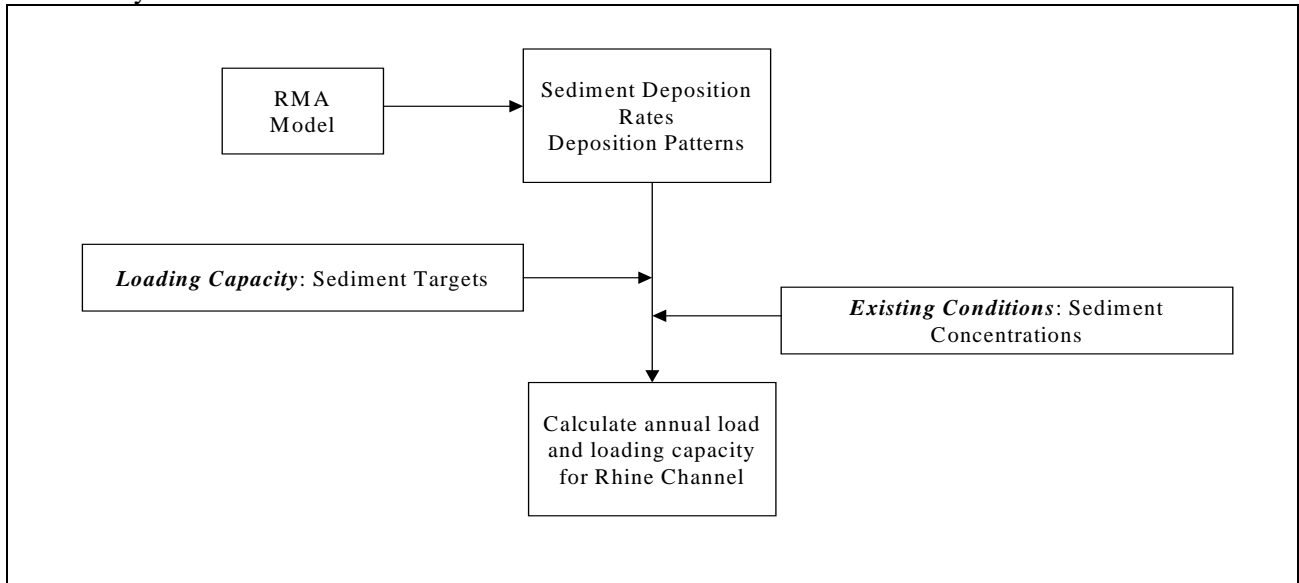 RMA
Model
Sediment Deposition
Rates
Deposition Patterns
Loading Capacity: Sediment Targets
Existing Conditions: Sediment
Concentrations
Calculate annual load
and loading capacity
for Rhine Channel